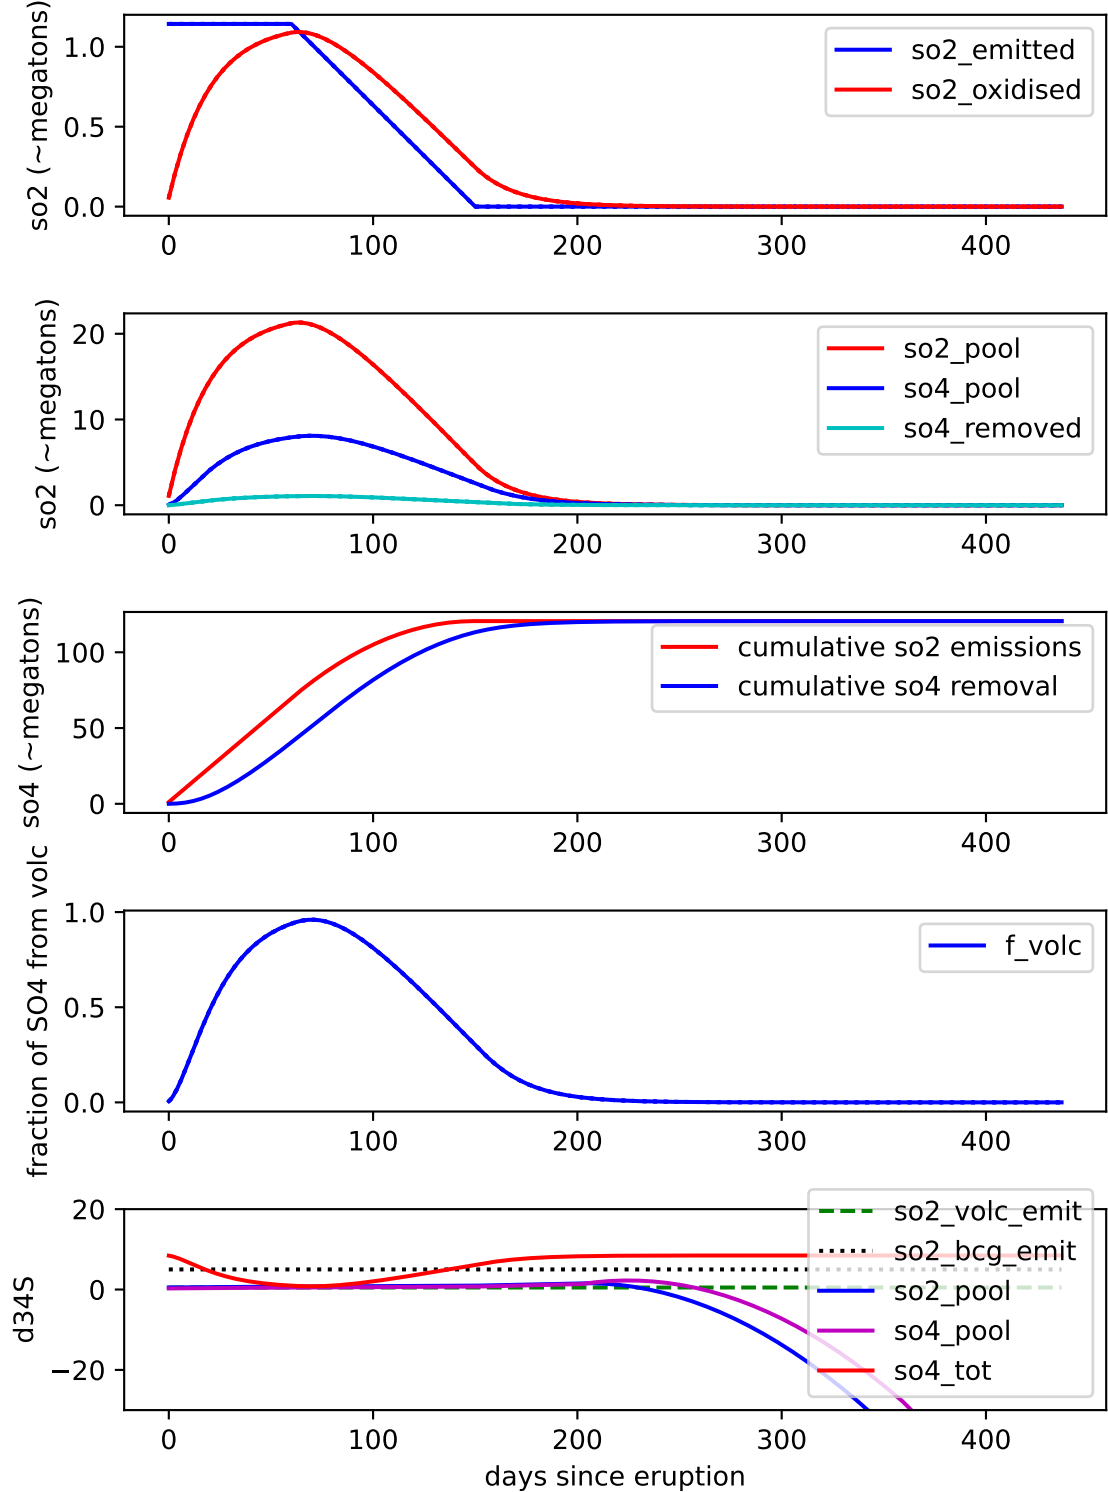 so2 (~megatons)
1.0
0.5
0.0
so2_emitted
so2_oxidised
0 100 200 300 400
so2 (~megatons)
20
10
0
so2_pool
so4_pool
so4_removed
0 100 200 300 400
so4 (~megatons)
100
50
0
cumulative so2 emissions
cumulative so4 removal
0 100 200 300 400
fraction of SO4 from volc
1.0
0.5
0.0
f_volc
0 100 200 300 400
d34S
20
0
−20
so2_volc_emit
so2_bcg_emit
so2_pool
so4_pool
so4_tot
0 100 200 300 400
days since eruption